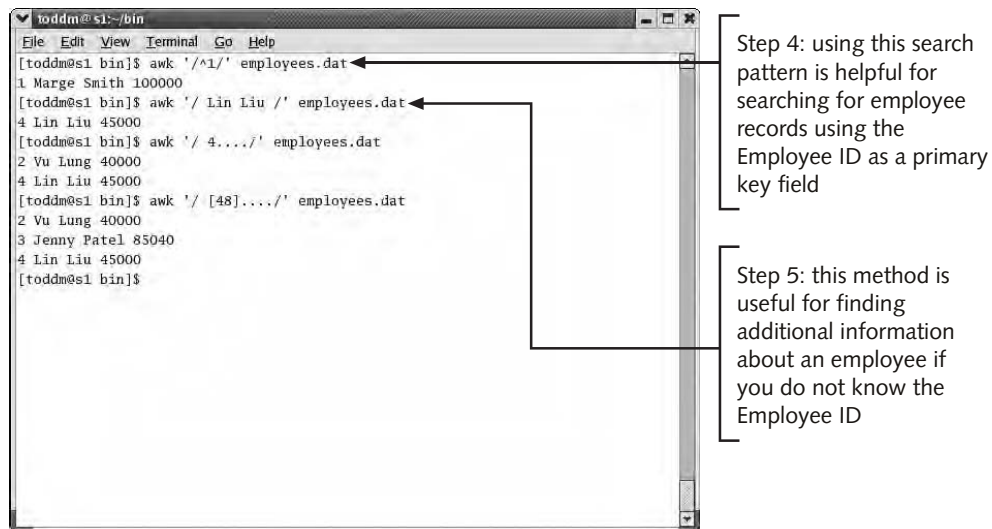 toddm@s1:~/bin
File Edit View Terminal Go Help
[toddm@s1 bin]$ awk '/^1/' employees.dat
1 Marge Smith 100000
[toddm@s1 bin]$ awk '/ Lin Liu /' employees.dat
4 Lin Liu 45000
[toddm@s1 bin]$ awk '/ 4..../' employees.dat
2 Vu Lung 40000
4 Lin Liu 45000
[toddm@s1 bin]$ awk '/ [48]..../' employees.dat
2 Vu Lung 40000
3 Jenny Patel 85040
4 Lin Liu 45000
[toddm@s1 bin]$
Step 4: using this search
pattern is helpful for
searching for employee
records using the
Employee ID as a primary
key field
Step 5: this method is
useful for finding
additional information
about an employee if
you do not know the
Employee ID